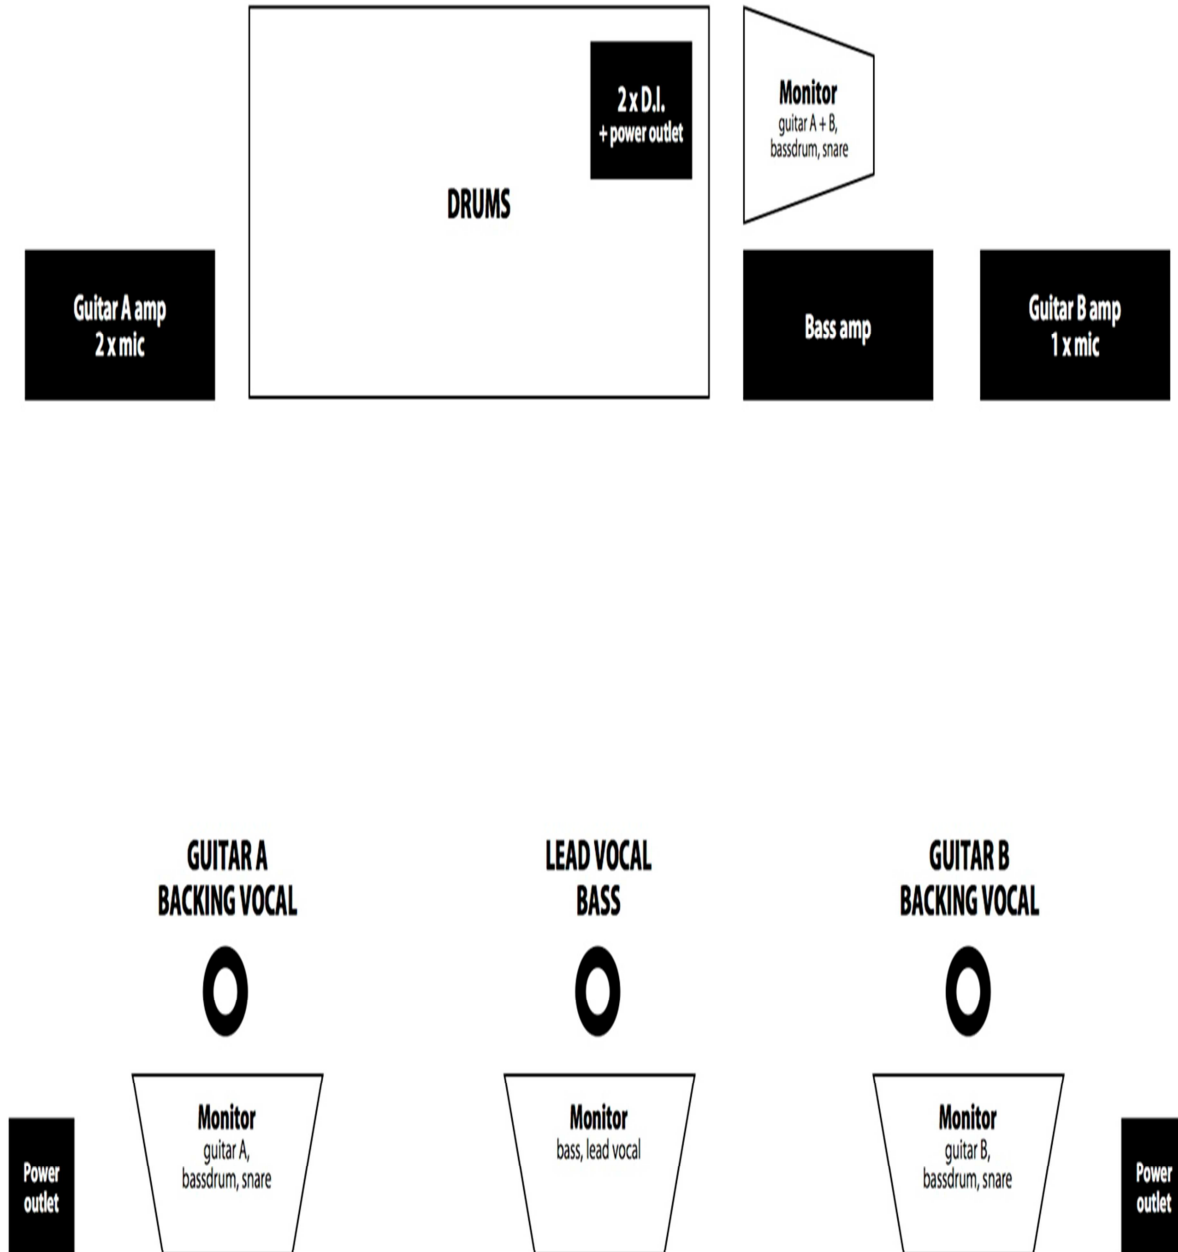 2 x D.I.
+ power outlet
Monitor
guitar A + B,
bassdrum, snare
DRUMS
Guitar A amp
2 x mic
Bass amp
Guitar B amp
1 x mic
GUITAR A
BACKING VOCAL
LEAD VOCAL
BASS
GUITAR B
BACKING VOCAL
Monitor
guitar A,
bassdrum, snare
Monitor
bass, lead vocal
Monitor
guitar B,
bassdrum, snare
Power
outlet
Power
outlet